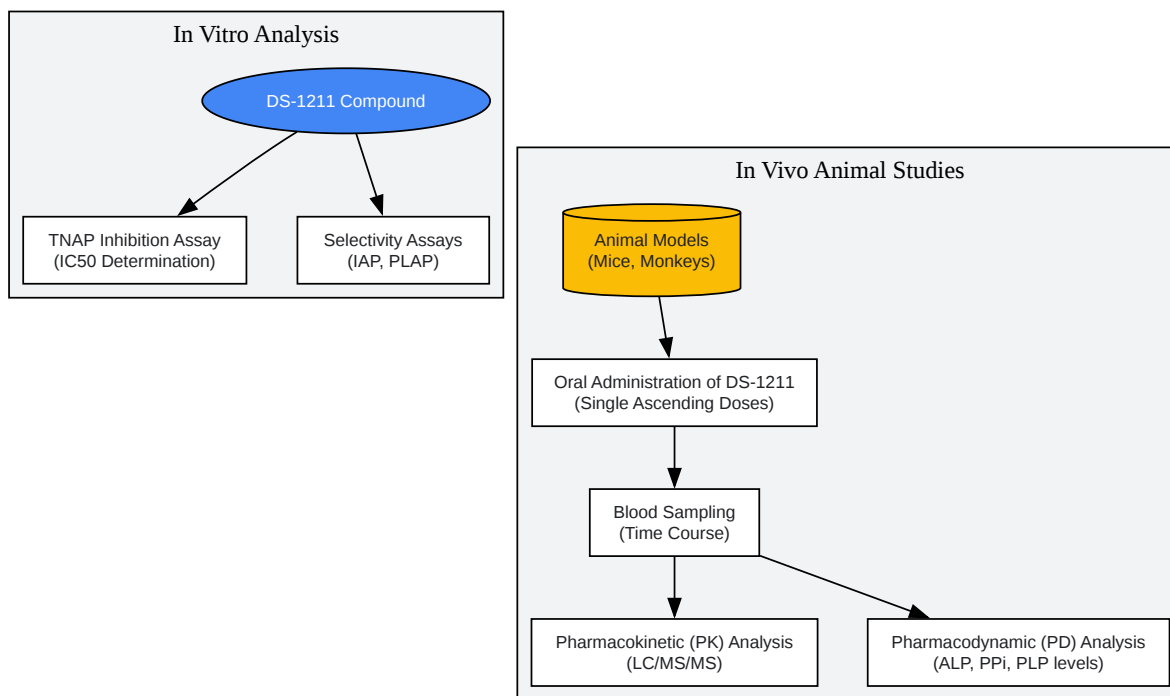 In Vitro Analysis
DS-1211 Compound
TNAP Inhibition Assay
(IC50 Determination)
Selectivity Assays
(IAP, PLAP)
In Vivo Animal Studies
Animal Models
(Mice, Monkeys)
Oral Administration of DS-1211
(Single Ascending Doses)
Blood Sampling
(Time Course)
Pharmacokinetic (PK) Analysis
(LC/MS/MS)
Pharmacodynamic (PD) Analysis
(ALP, PPi, PLP levels)